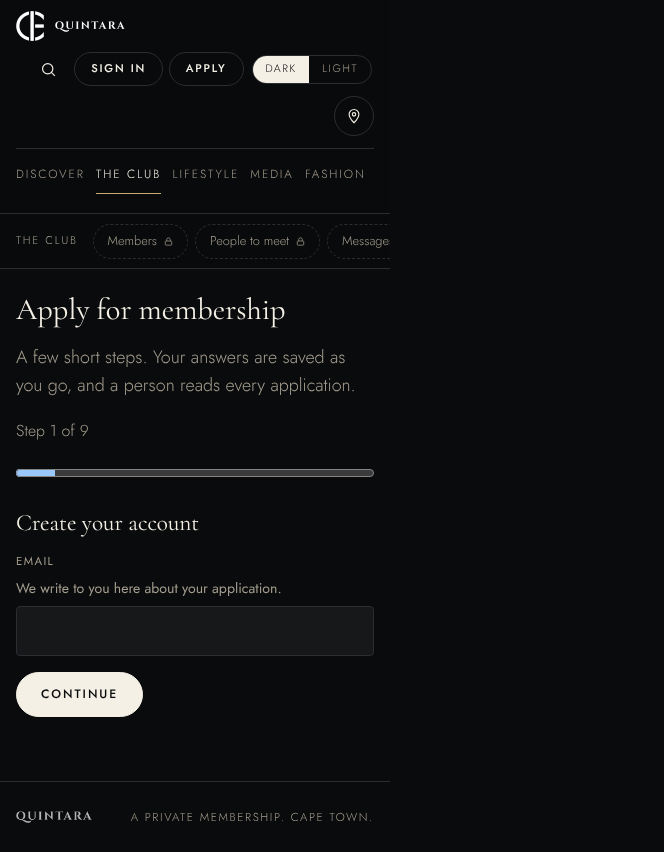 QUINTARA
SIGN IN
APPLY
DARK
LIGHT
DISCOVER
THE CLUB
LIFESTYLE
MEDIA
FASHION
THE CLUB
Members
People to meet
Message
Apply for membership
A few short steps. Your answers are saved as
you go, and a person reads every application.
Step 1 of 9
Create your account
EMAIL
We write to you here about your application.
CONTINUE
QUINTARA
A PRIVATE MEMBERSHIP. CAPE TOWN.